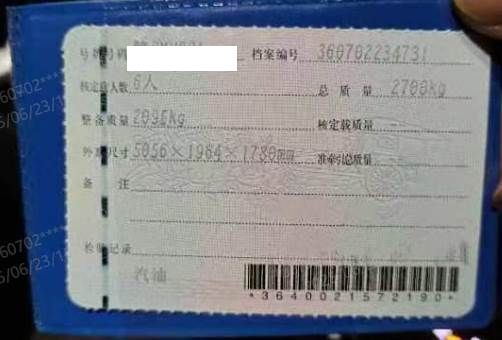 号牌号码 档案编号 360702234731
核定载人数 6人 总质量 2700kg
整备质量 2095kg 核定载质量
外廓尺寸 5056×1984×1780mm 准牵引总质量
备注
检验记录
汽油
*3640021572190*